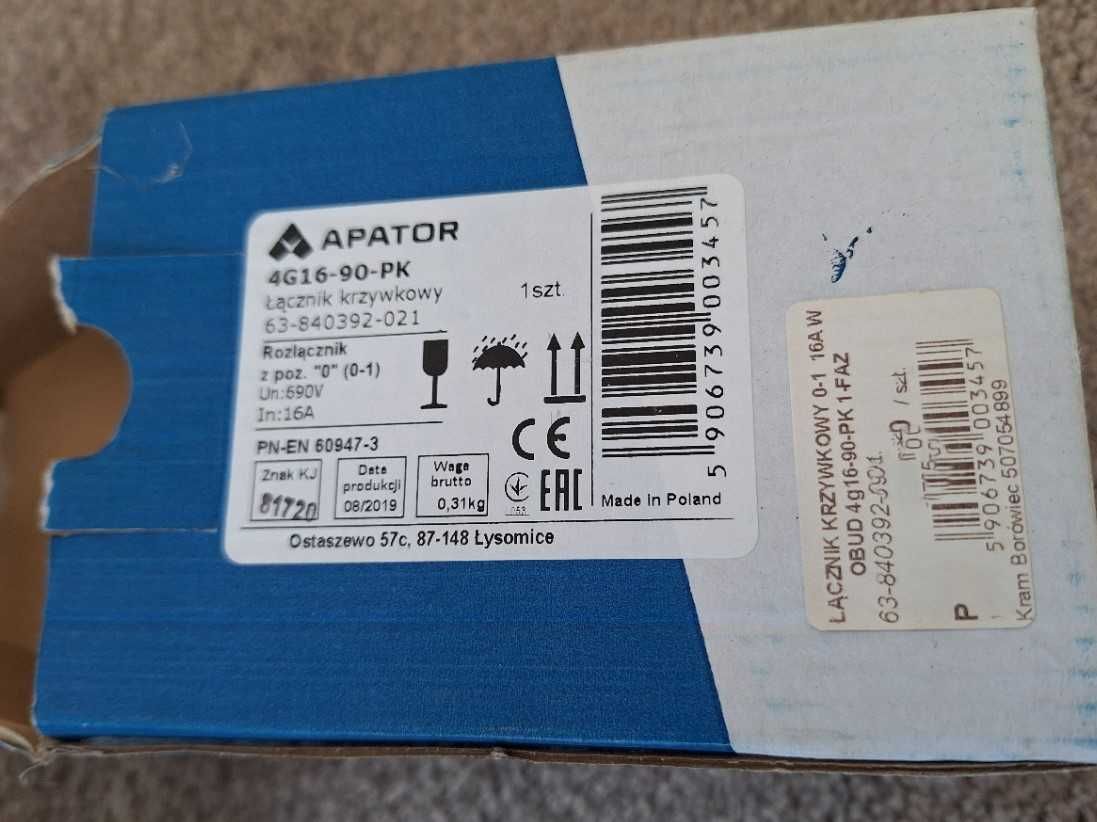 APATOR
4G16-90-PK
Łącznik krzywkowy
63-840392-021
1szt.
Rozłącznik
z poz. "0" (0-1)
Un:690V
In:16A
PN-EN 60947-3
Znak KJ
81720
Data
produkcji
08/2019
Waga
brutto
0,31kg
CE
EAC
Made in Poland
5 906739 003457
Ostaszewo 57c, 87-148 Łysomice
ŁĄCZNIK KRZYWKOWY 0-1 16A W
OBUD 4g16-90-PK 1-FAZ
/ szt.
P
5 906739 003457
1
Kram Borówiec 507054899